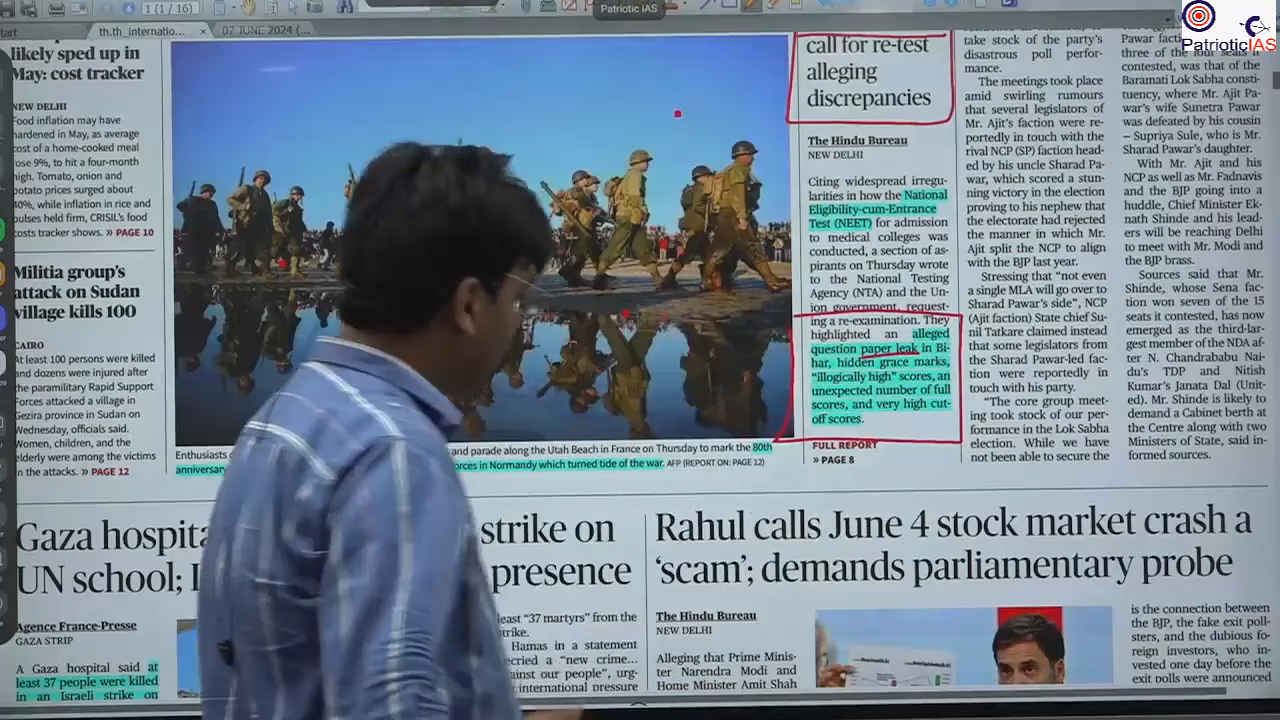 1 (1 / 16)
Patriotic IAS
PatrioticIAS
tart
th.th_internatio...
07 JUNE 2024 (...
likely sped up in
May: cost tracker
NEW DELHI
Food inflation may have
hardened in May, as average
cost of a home-cooked meal
rose 9%, to hit a four-month
high. Tomato, onion and
potato prices surged about
40%, while inflation in rice and
pulses held firm, CRISIL's food
costs tracker shows. » PAGE 10
Militia group's
attack on Sudan
village kills 100
CAIRO
At least 100 persons were killed
and dozens were injured after
the paramilitary Rapid Support
Forces attacked a village in
Gezira province in Sudan on
Wednesday, officials said.
Women, children, and the
elderly were among the victims
in the attacks. » PAGE 12
Enthusiasts
and parade along the Utah Beach in France on Thursday to mark the 80th
anniversary
orces in Normandy which turned tide of the war. AFP (REPORT ON: PAGE 12)
call for re-test
alleging
discrepancies
The Hindu Bureau
NEW DELHI
Citing widespread irregu-
larities in how the National
Eligibility-cum-Entrance
Test (NEET) for admission
to medical colleges was
conducted, a section of as-
pirants on Thursday wrote
to the National Testing
Agency (NTA) and the Un-
ion government, request-
ing a re-examination. They
highlighted an alleged
question paper leak in Bi-
har, hidden grace marks,
"illogically high" scores, an
unexpected number of full
scores, and very high cut-
off scores.
FULL REPORT
» PAGE 8
take stock of the party's
disastrous poll perfor-
mance.
The meetings took place
amid swirling rumours
that several legislators of
Mr. Ajit's faction were re-
portedly in touch with the
rival NCP (SP) faction head-
ed by his uncle Sharad Pa-
war, which scored a stun-
ning victory in the election
proving to his nephew that
the electorate had rejected
the manner in which Mr.
Ajit split the NCP to align
with the BJP last year.
Stressing that "not even
a single MLA will go over to
Sharad Pawar's side", NCP
(Ajit faction) State chief Su-
nil Tatkare claimed instead
that some legislators from
the Sharad Pawar-led fac-
tion were reportedly in
touch with his party.
"The core group meet-
ing took stock of our per-
formance in the Lok Sabha
election. While we have
not been able to secure the
Pawar
three of the four seats it
contested, was that of the
Baramati Lok Sabha consti-
tuency, where Mr. Ajit Pa-
war's wife Sunetra Pawar
was defeated by his cousin
– Supriya Sule, who is Mr.
Sharad Pawar's daughter.
With Mr. Ajit and his
NCP as well as Mr. Fadnavis
and the BJP going into a
huddle, Chief Minister Ek-
nath Shinde and his lead-
ers will be reaching Delhi
to meet with Mr. Modi and
the BJP brass.
Sources said that Mr.
Shinde, whose Sena fac-
tion won seven of the 15
seats it contested, has now
emerged as the third-lar-
gest member of the NDA af-
ter N. Chandrababu Nai-
du's TDP and Nitish
Kumar's Janata Dal (Unit-
ed). Mr. Shinde is likely to
demand a Cabinet berth at
the Centre along with two
Ministers of State, said in-
formed sources.
Gaza hospita
strike on
UN school;
presence
Agence France-Presse
GAZA STRIP
A Gaza hospital said at
least 37 people were killed
in an Israeli strike on
least "37 martyrs" from the
strike.
Hamas in a statement
ecried a "new crime...
ainst our people", urg-
international pressure
Rahul calls June 4 stock market crash a
'scam'; demands parliamentary probe
The Hindu Bureau
NEW DELHI
Alleging that Prime Minis-
ter Narendra Modi and
Home Minister Amit Shah
is the connection between
the BJP, the fake exit poll-
sters, and the dubious fo-
reign investors, who in-
vested one day before the
exit polls were announced